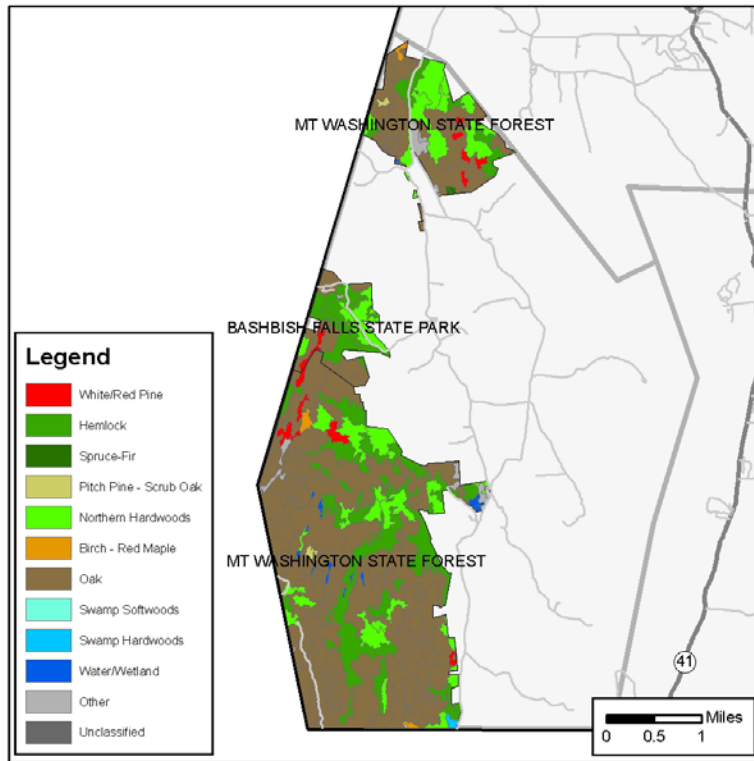 MT WASHINGTON STATE FOREST
BASHBISH FALLS STATE PARK
MT WASHINGTON STATE FOREST
Legend
White/Red Pine
Hemlock
Spruce-Fir
Pitch Pine - Scrub Oak
Northern Hardwoods
Birch - Red Maple
Oak
Swamp Softwoods
Swamp Hardwoods
Water/Wetland
Other
Unclassified
41
Miles
0 0.5 1